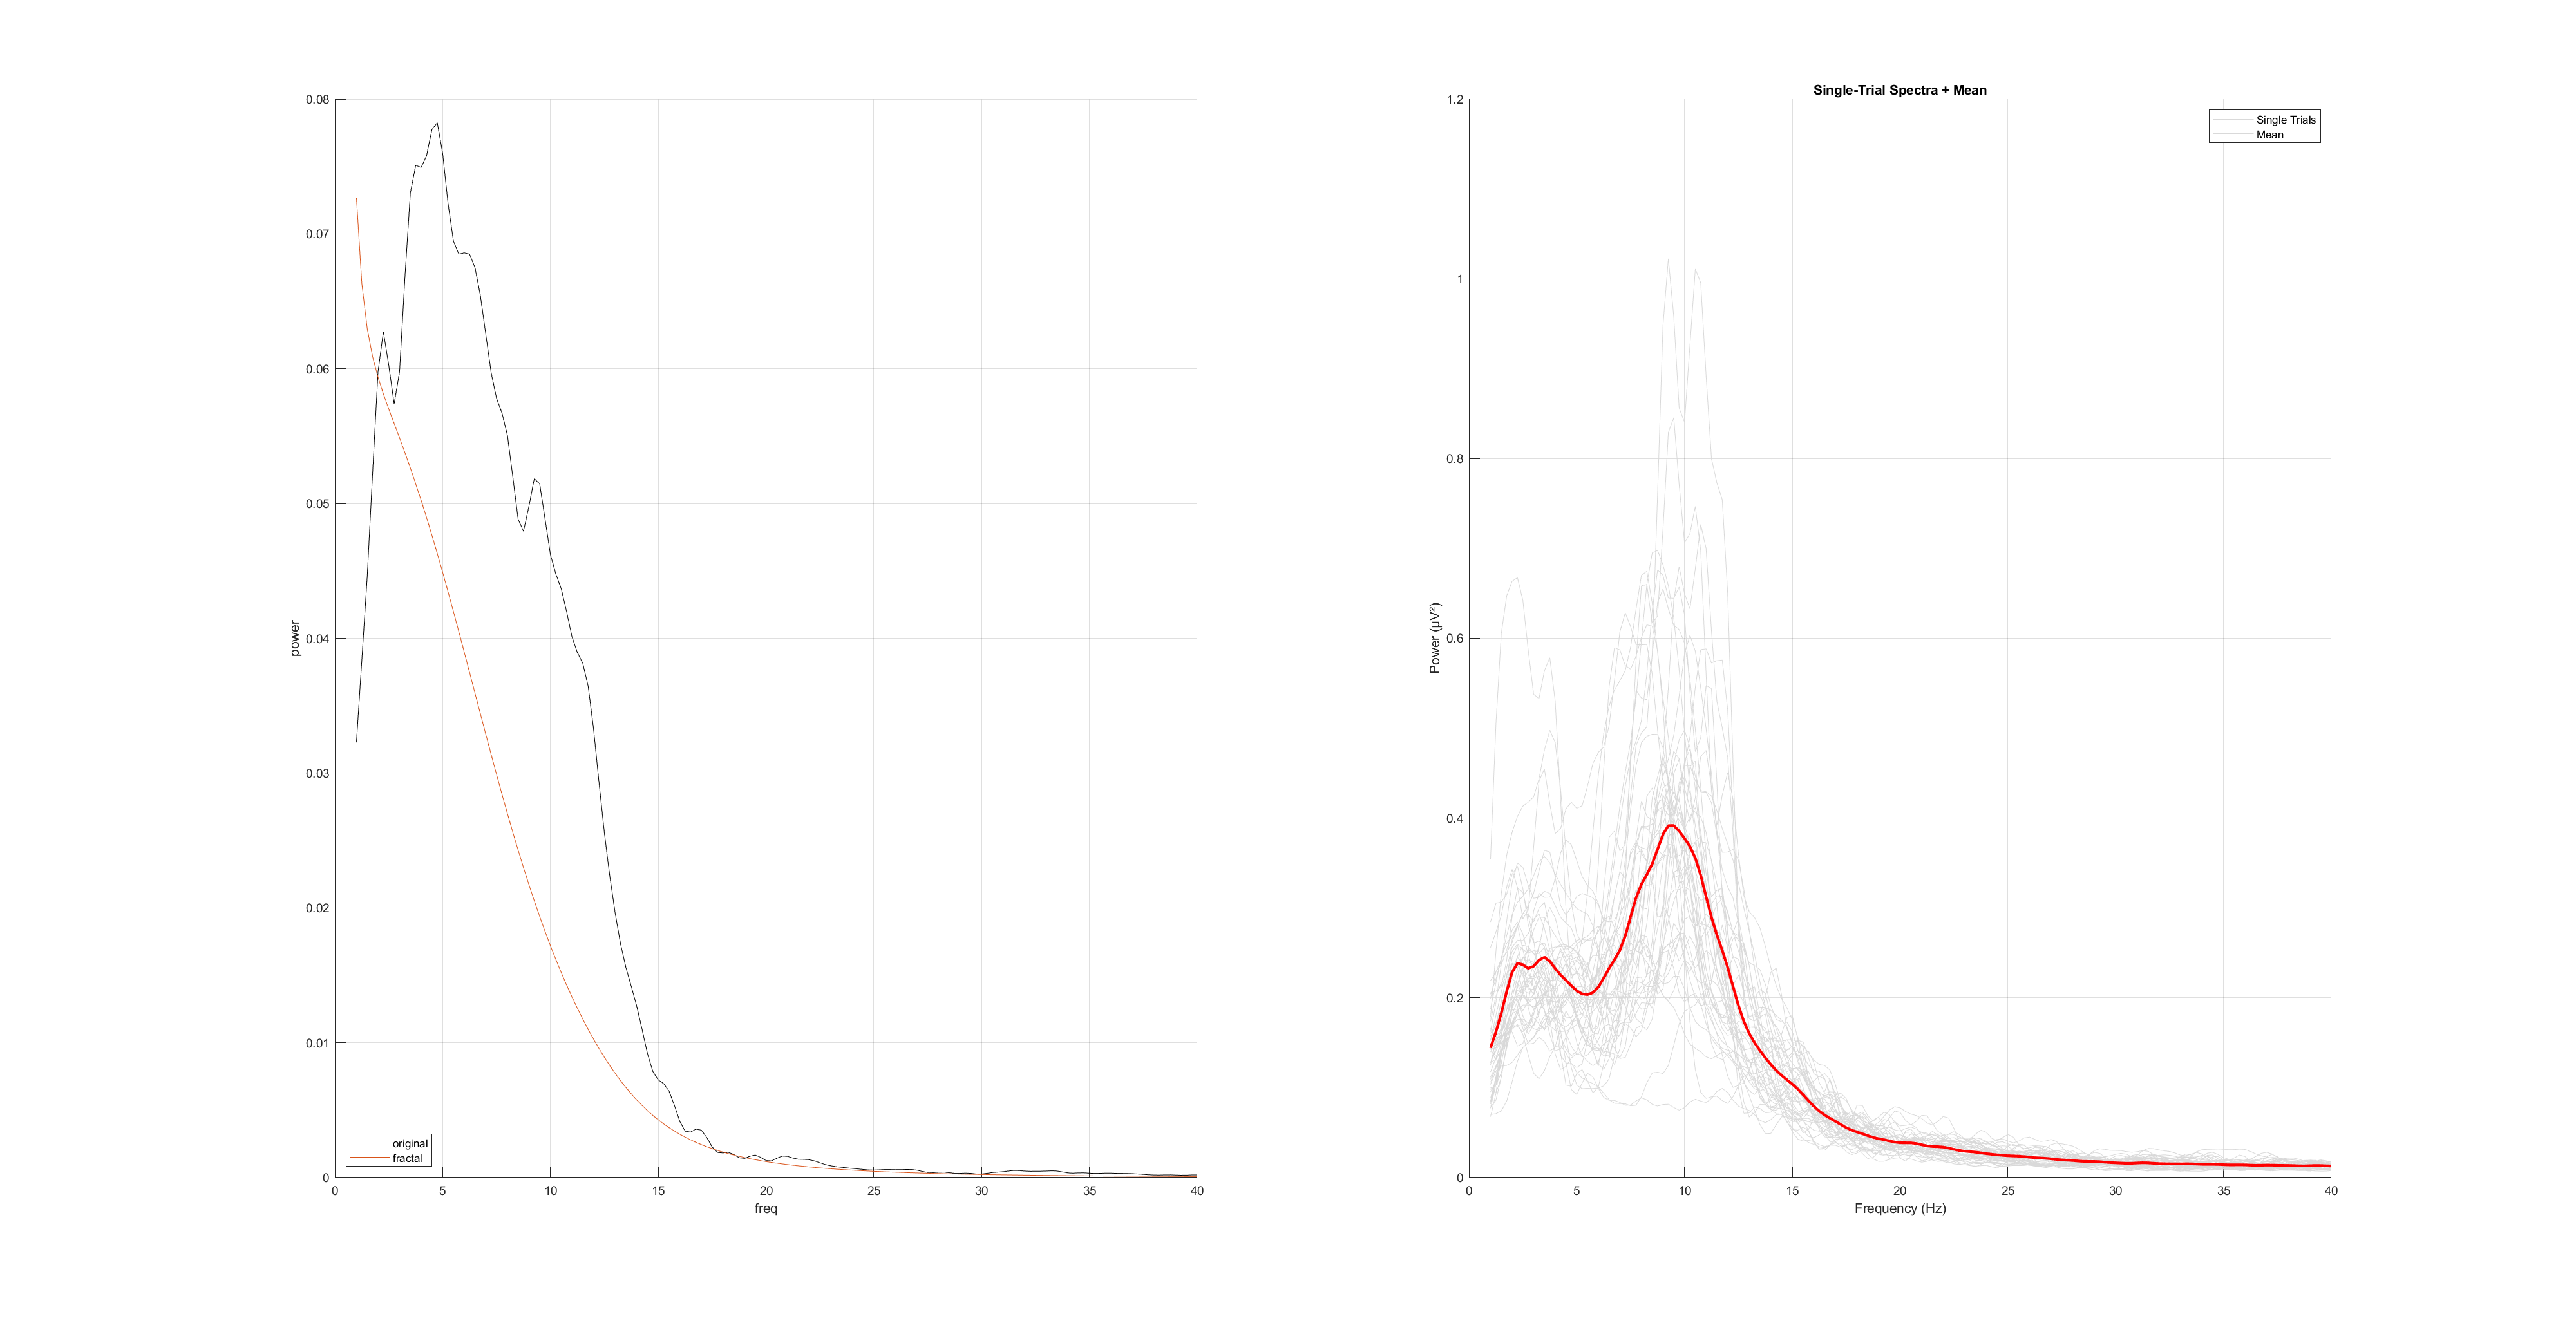 0.08
0.07
0.06
0.05
0.04
0.03
0.02
0.01
0
power
original
fractal
0 5 10 15 20 25 30 35 40
freq
Single-Trial Spectra + Mean
1.2
1
0.8
0.6
0.4
0.2
0
Power (µV²)
Single Trials
Mean
0 5 10 15 20 25 30 35 40
Frequency (Hz)